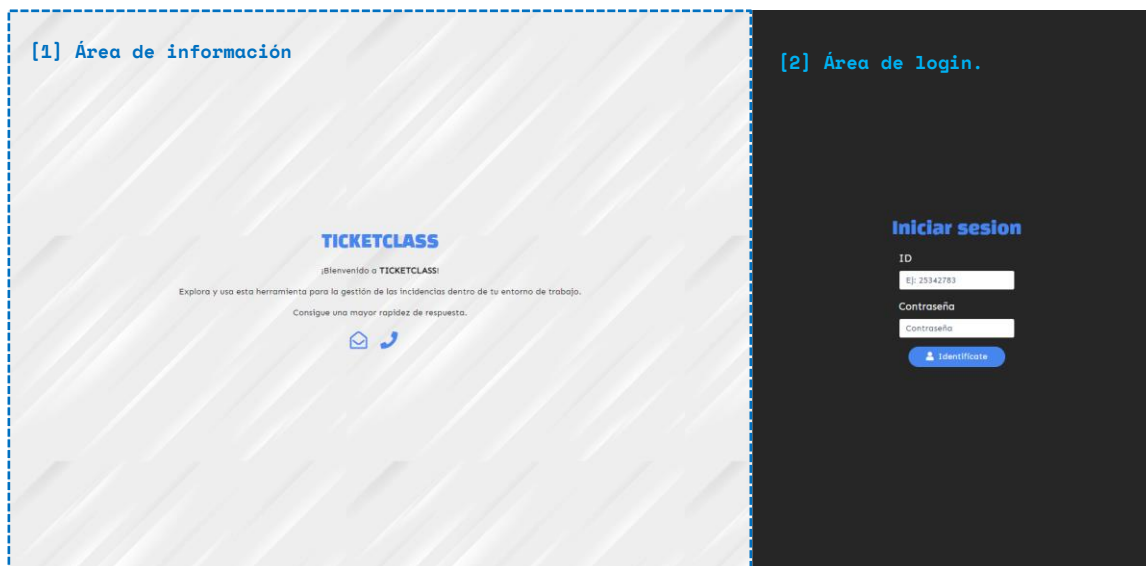 [1] Área de información
TICKETCLASS
¡Bienvenido a TICKETCLASS!
Explora y usa esta herramienta para la gestión de las incidencias dentro de tu entorno de trabajo.
Consigue una mayor rapidez de respuesta.
[2] Área de login.
Iniciar sesion
ID
Ej: 25342783
Contraseña
Contraseña
Identifícate